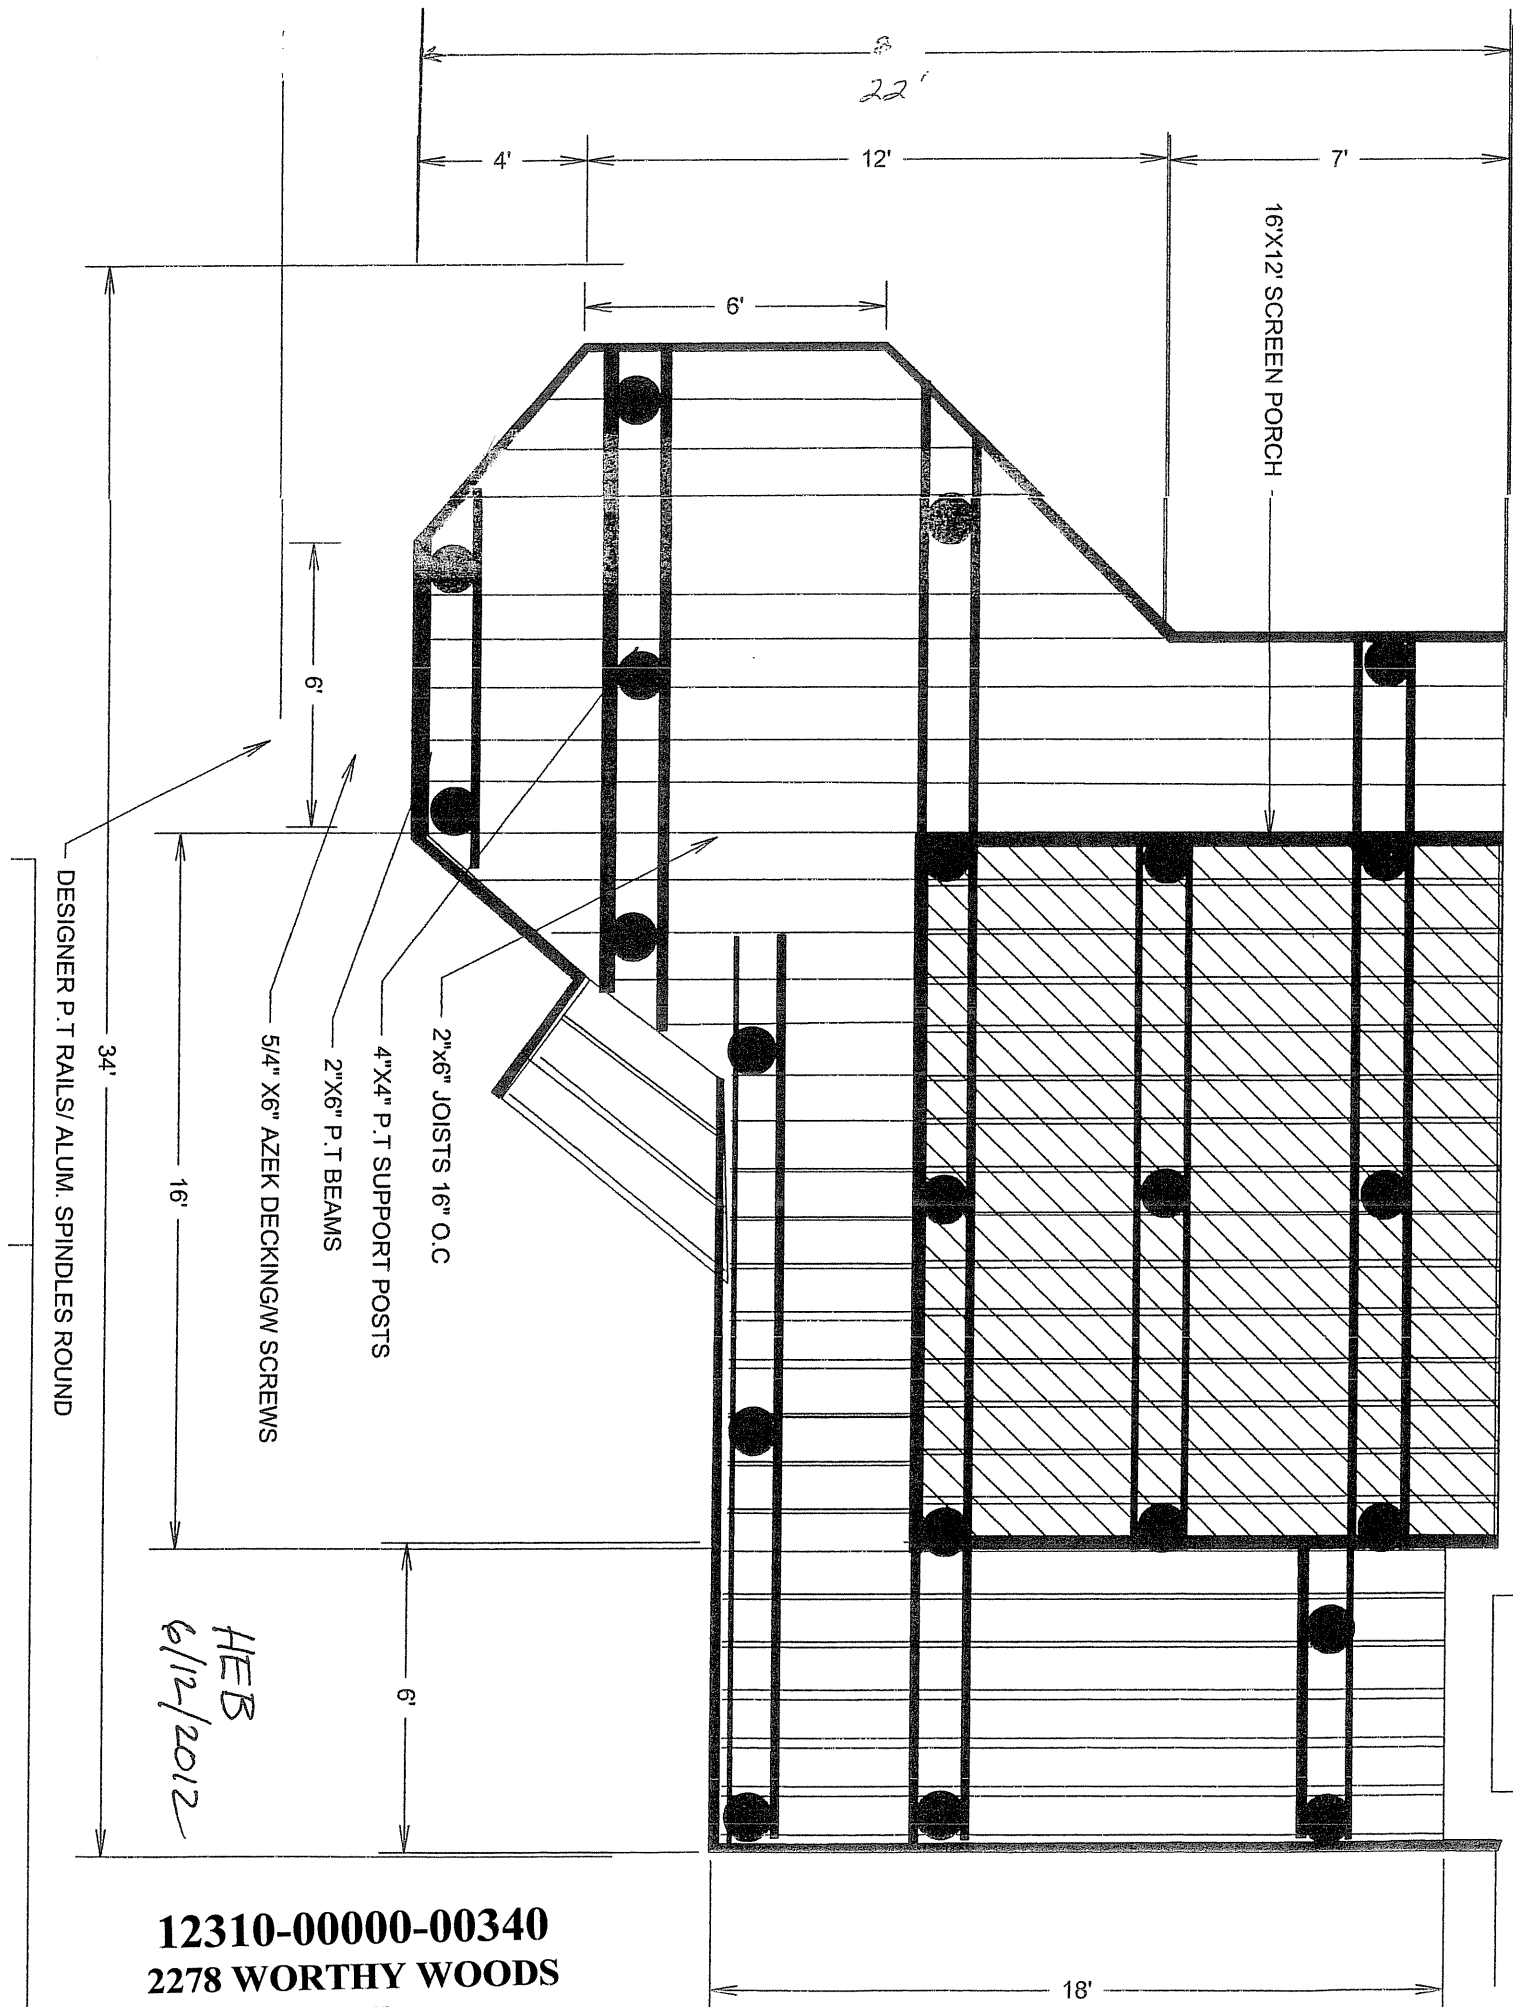 22'
4'
12'
7'
16'X12' SCREEN PORCH
6'
6'
DESIGNER P.T RAILS/ ALUM. SPINDLES ROUND
34'
5/4" X6" AZEK DECKING/W SCREWS
2"X6" P.T BEAMS
4"X4" P.T SUPPORT POSTS
2"x6" JOISTS 16" O.C
16'
6'
HEB
6/12/2012
12310-00000-00340
2278 WORTHY WOODS
18'